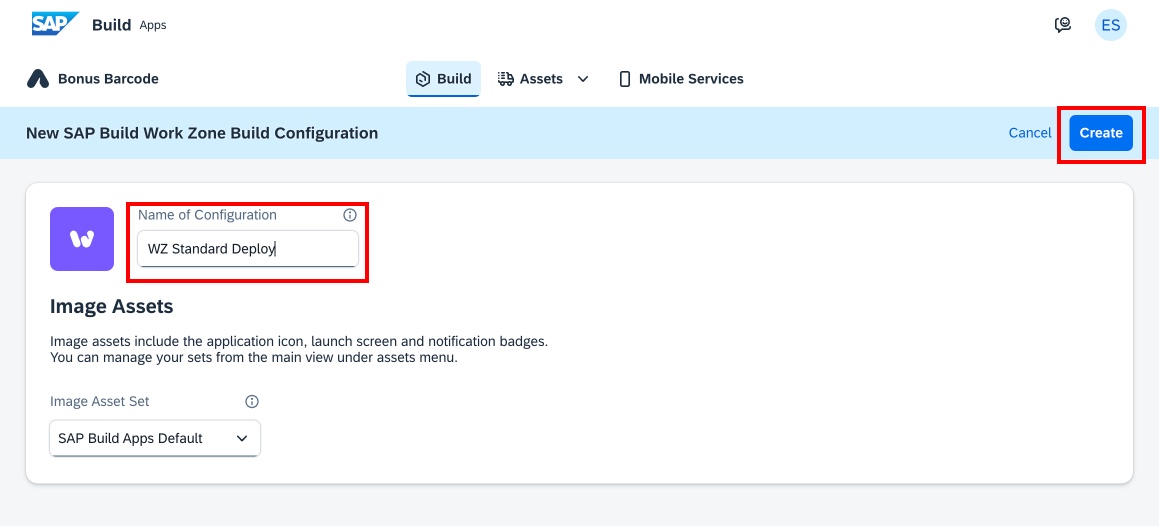 SAP Build Apps ES
Bonus Barcode Build Assets Mobile Services
New SAP Build Work Zone Build Configuration Cancel Create
Name of Configuration
WZ Standard Deploy
Image Assets
Image assets include the application icon, launch screen and notification badges.
You can manage your sets from the main view under assets menu.
Image Asset Set
SAP Build Apps Default